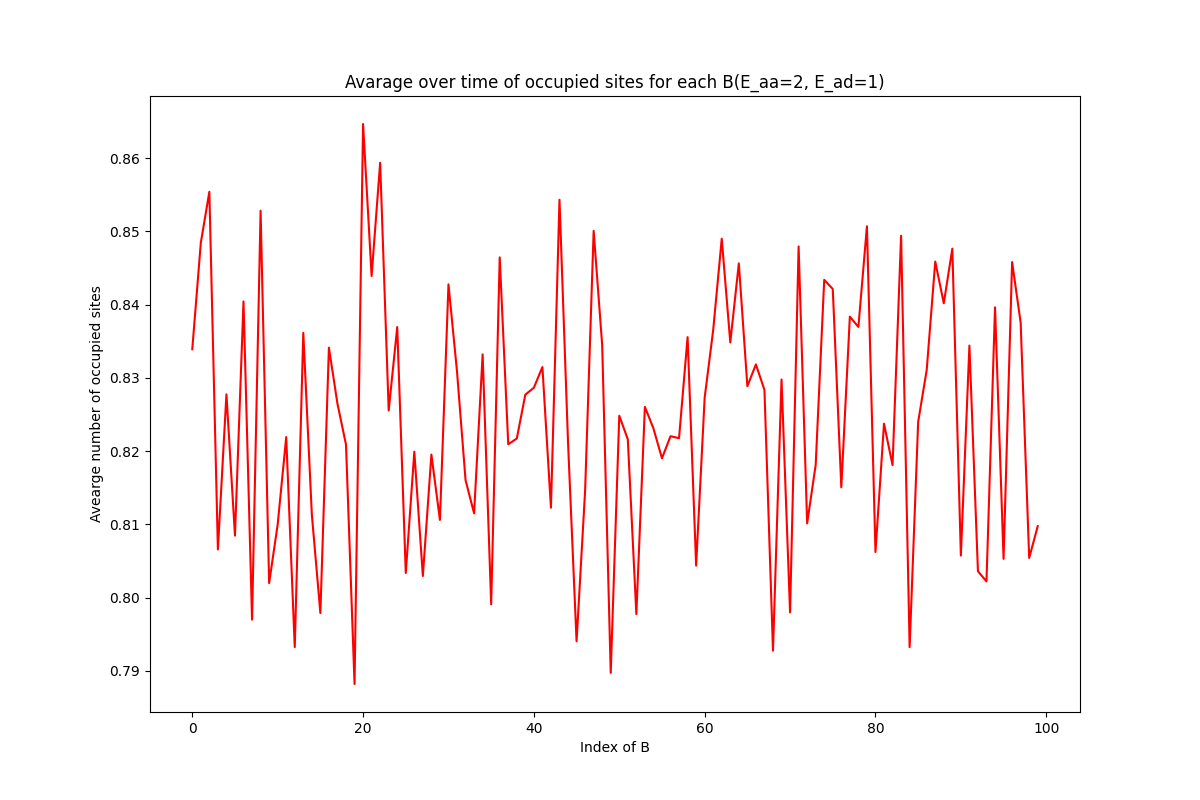 Avarage over time of occupied sites for each B(E_aa=2, E_ad=1)
0.86
0.85
0.84
0.83
0.82
0.81
0.80
0.79
Avearge number of occupied sites
0 20 40 60 80 100
Index of B